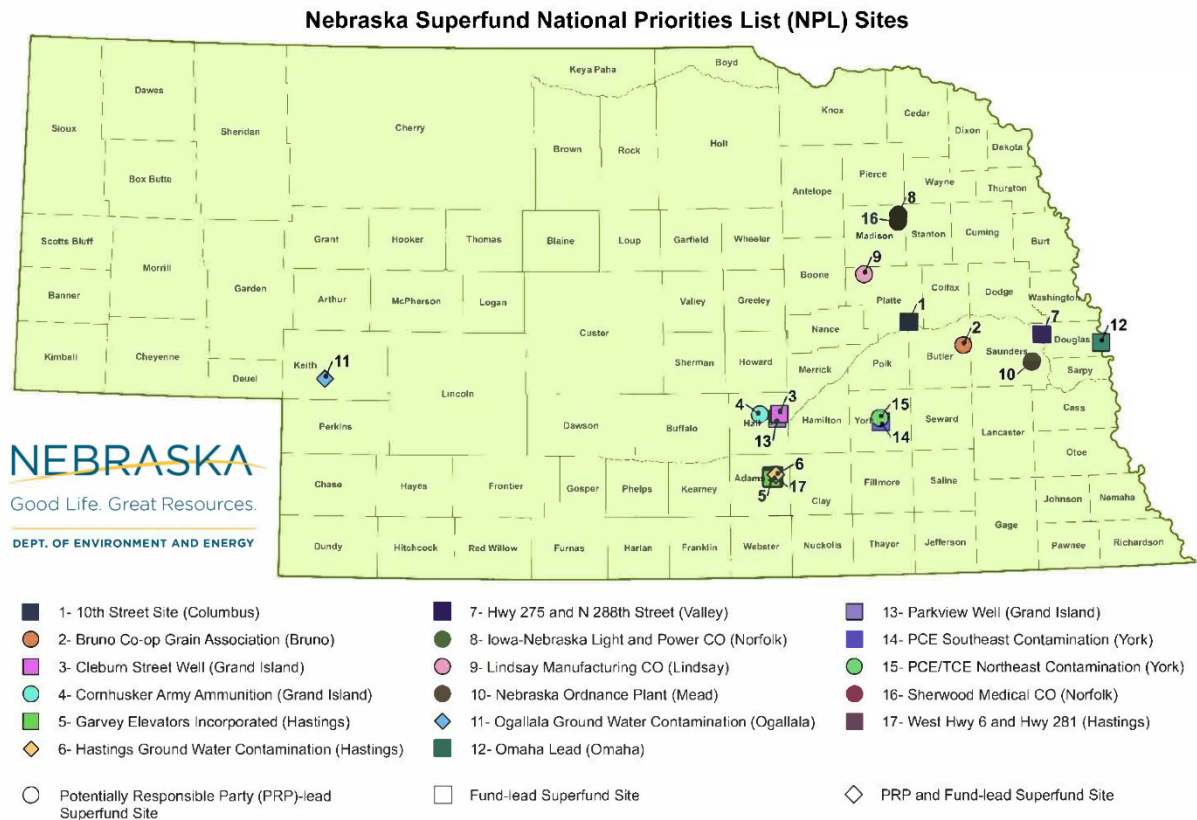 Nebraska Superfund National Priorities List (NPL) Sites
Keya Paha
Boyd
Dawes
Knox
Cedar
Sioux
Sheridan
Cherry
Dixon
Dakota
Brown
Rock
Holt
Box Butte
Pierce
Wayne
Thurston
Antelope
8
16
Madison
Stanton
Cuming
Scotts Bluff
Grant
Hooker
Thomas
Blaine
Loup
Garfield
Wheeler
Burt
Morrill
9
Boone
Banner
Garden
Arthur
McPherson
Logan
Valley
Greeley
Platte
Colfax
Dodge
Washington
1
Custer
Nance
2
7
12
Kimball
Cheyenne
Keith
11
Sherman
Howard
Merrick
Polk
Butler
Saunders
Douglas
10
Sarpy
Deuel
Lincoln
4
3
15
Cass
Perkins
Dawson
Buffalo
Hall
13
Hamilton
York
14
Seward
Lancaster
Otoe
NEBRASKA
Good Life. Great Resources.
DEPT. OF ENVIRONMENT AND ENERGY
Chase
Hayes
Frontier
Gosper
Phelps
Kearney
Adams
6
5
17
Clay
Fillmore
Saline
Gage
Johnson
Nemaha
Dundy
Hitchcock
Red Willow
Furnas
Harlan
Franklin
Webster
Nuckolls
Thayer
Jefferson
Pawnee
Richardson
1- 10th Street Site (Columbus)
2- Bruno Co-op Grain Association (Bruno)
3- Cleburn Street Well (Grand Island)
4- Cornhusker Army Ammunition (Grand Island)
5- Garvey Elevators Incorporated (Hastings)
6- Hastings Ground Water Contamination (Hastings)
7- Hwy 275 and N 288th Street (Valley)
8- Iowa-Nebraska Light and Power CO (Norfolk)
9- Lindsay Manufacturing CO (Lindsay)
10- Nebraska Ordnance Plant (Mead)
11- Ogallala Ground Water Contamination (Ogallala)
12- Omaha Lead (Omaha)
13- Parkview Well (Grand Island)
14- PCE Southeast Contamination (York)
15- PCE/TCE Northeast Contamination (York)
16- Sherwood Medical CO (Norfolk)
17- West Hwy 6 and Hwy 281 (Hastings)
Potentially Responsible Party (PRP)-lead
Superfund Site
Fund-lead Superfund Site
PRP and Fund-lead Superfund Site